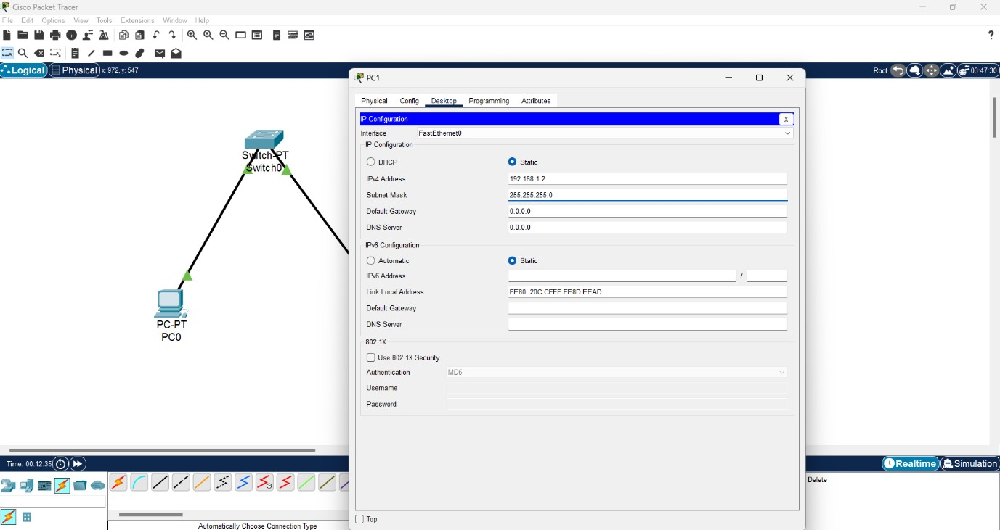 Cisco Packet Tracer
File Edit Options View Tools Extensions Window Help
?
Logical Physical x: 972, y: 547 Root 03:47:30
PC1
Physical Config Desktop Programming Attributes
IP Configuration X
Interface FastEthernet0
IP Configuration
DHCP Static
IPv4 Address 192.168.1.2
Subnet Mask 255.255.255.0
Default Gateway 0.0.0.0
DNS Server 0.0.0.0
IPv6 Configuration
Automatic Static
IPv6 Address /
Link Local Address FE80::20C:CFFF:FE8D:EEAD
Default Gateway
DNS Server
802.1X
Use 802.1X Security
Authentication MD5
Username
Password
Top
Switch-PT
Switch0
PC-PT
PC0
Time: 00:12:35 Realtime Simulation
Delete
Automatically Choose Connection Type